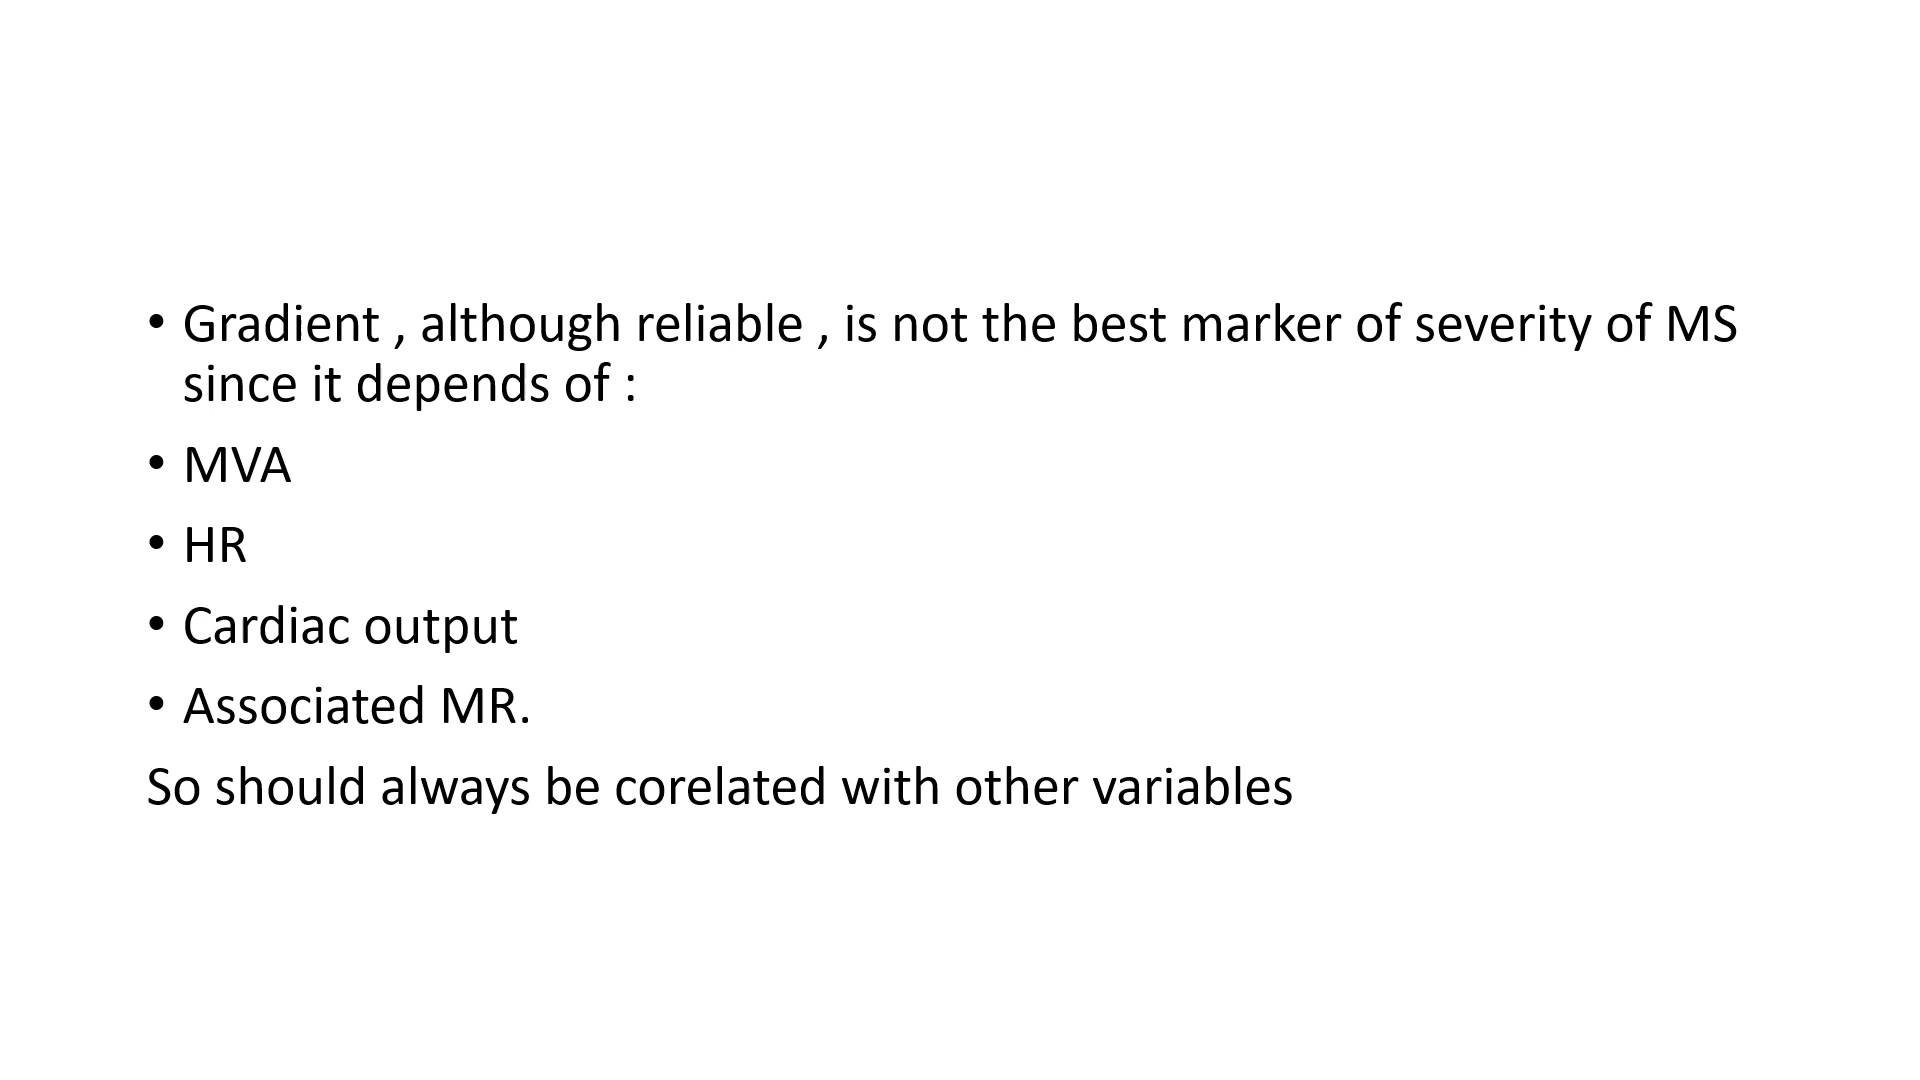 • Gradient , although reliable , is not the best marker of severity of MS
since it depends of :
• MVA
• HR
• Cardiac output
• Associated MR.
So should always be corelated with other variables